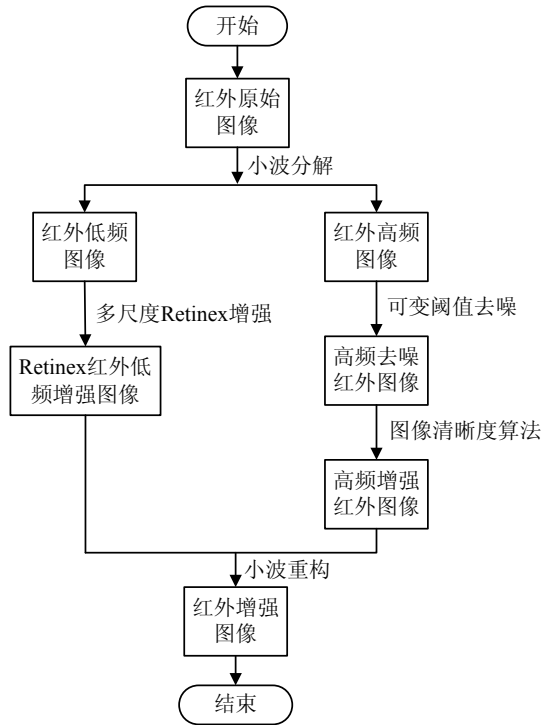 开始
红外原始
图像
小波分解
红外低频
图像
红外高频
图像
多尺度Retinex增强
可变阈值去噪
Retinex红外低
频增强图像
高频去噪
红外图像
图像清晰度算法
高频增强
红外图像
小波重构
红外增强
图像
结束